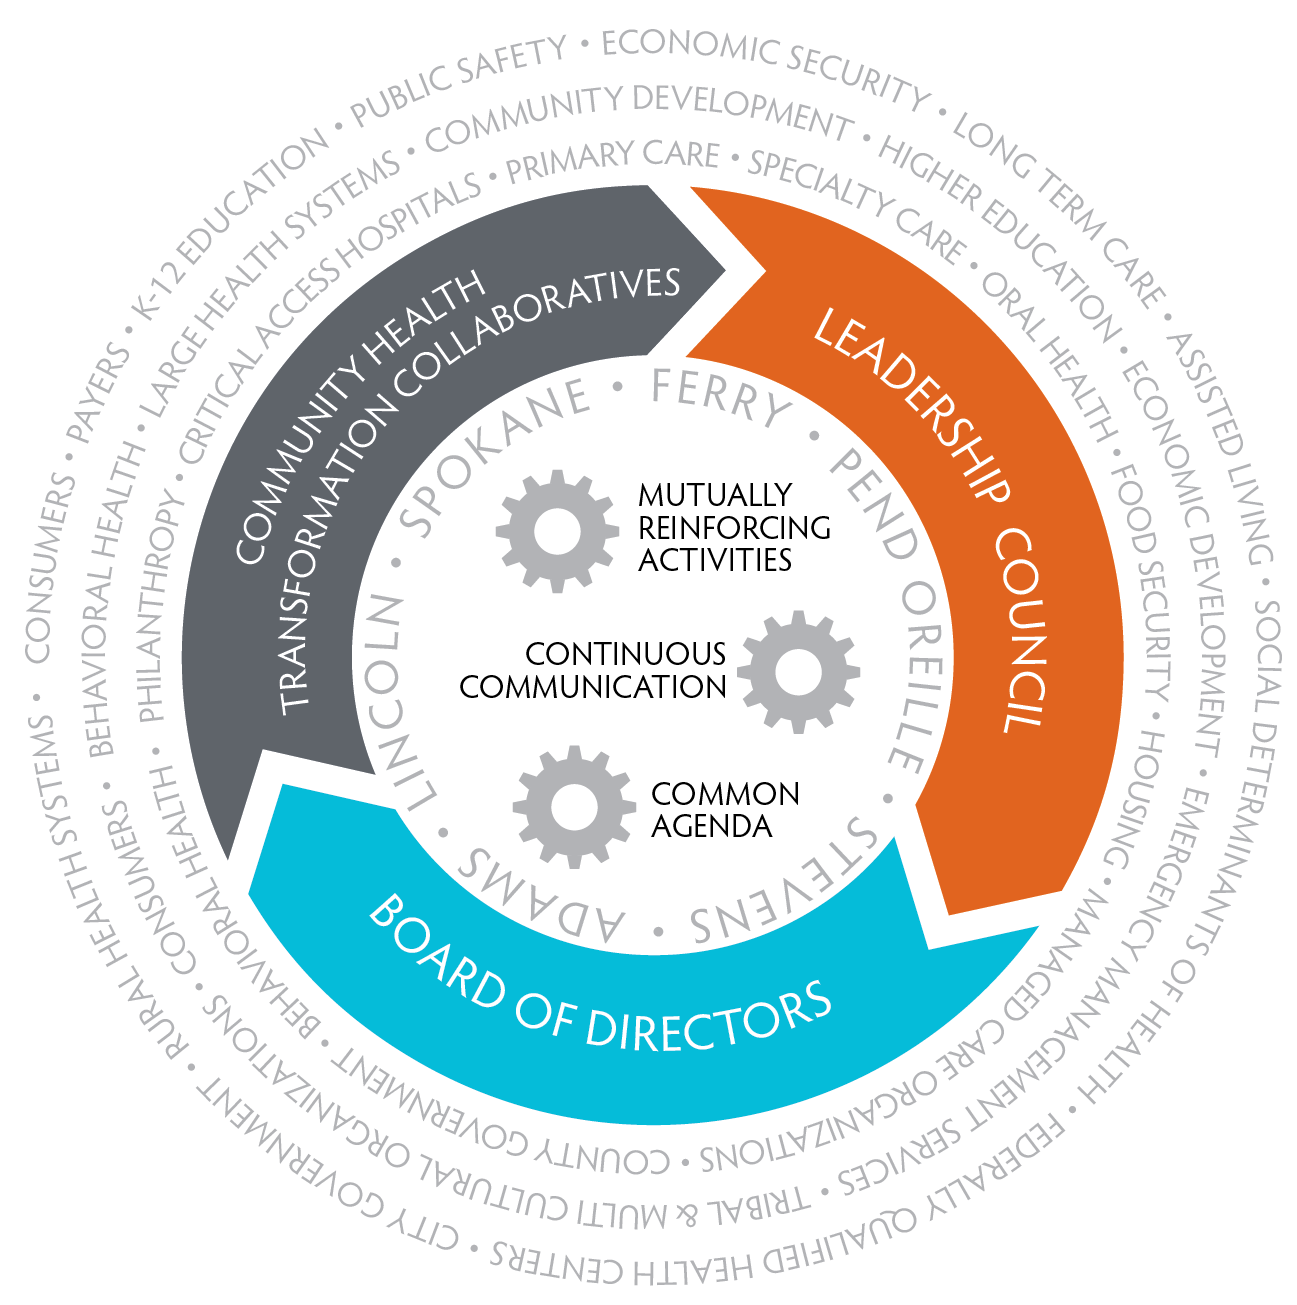 CONSUMERS • PAYERS • K-12 EDUCATION • PUBLIC SAFETY • ECONOMIC SECURITY • LONG TERM CARE • ASSISTED LIVING • SOCIAL DETERMINANTS OF HEALTH • FEDERALLY QUALIFIED HEALTH CENTERS • CITY GOVERNMENT • RURAL HEALTH SYSTEMS •
BEHAVIORAL HEALTH • LARGE HEALTH SYSTEMS • COMMUNITY DEVELOPMENT • HIGHER EDUCATION • ECONOMIC DEVELOPMENT • EMERGENCY MANAGEMENT SERVICES • TRIBAL & MULTI CULTURAL ORGANIZATIONS • CONSUMERS •
PHILANTHROPY • CRITICAL ACCESS HOSPITALS • PRIMARY CARE • SPECIALTY CARE • ORAL HEALTH • FOOD SECURITY • HOUSING • MANAGED CARE ORGANIZATIONS • COUNTY GOVERNMENT • BEHAVIORAL HEALTH •
COMMUNITY HEALTH
TRANSFORMATION COLLABORATIVES
LEADERSHIP COUNCIL
BOARD OF DIRECTORS
SPOKANE • FERRY • PEND OREILLE • STEVENS • ADAMS • LINCOLN •
MUTUALLY
REINFORCING
ACTIVITIES
CONTINUOUS
COMMUNICATION
COMMON
AGENDA